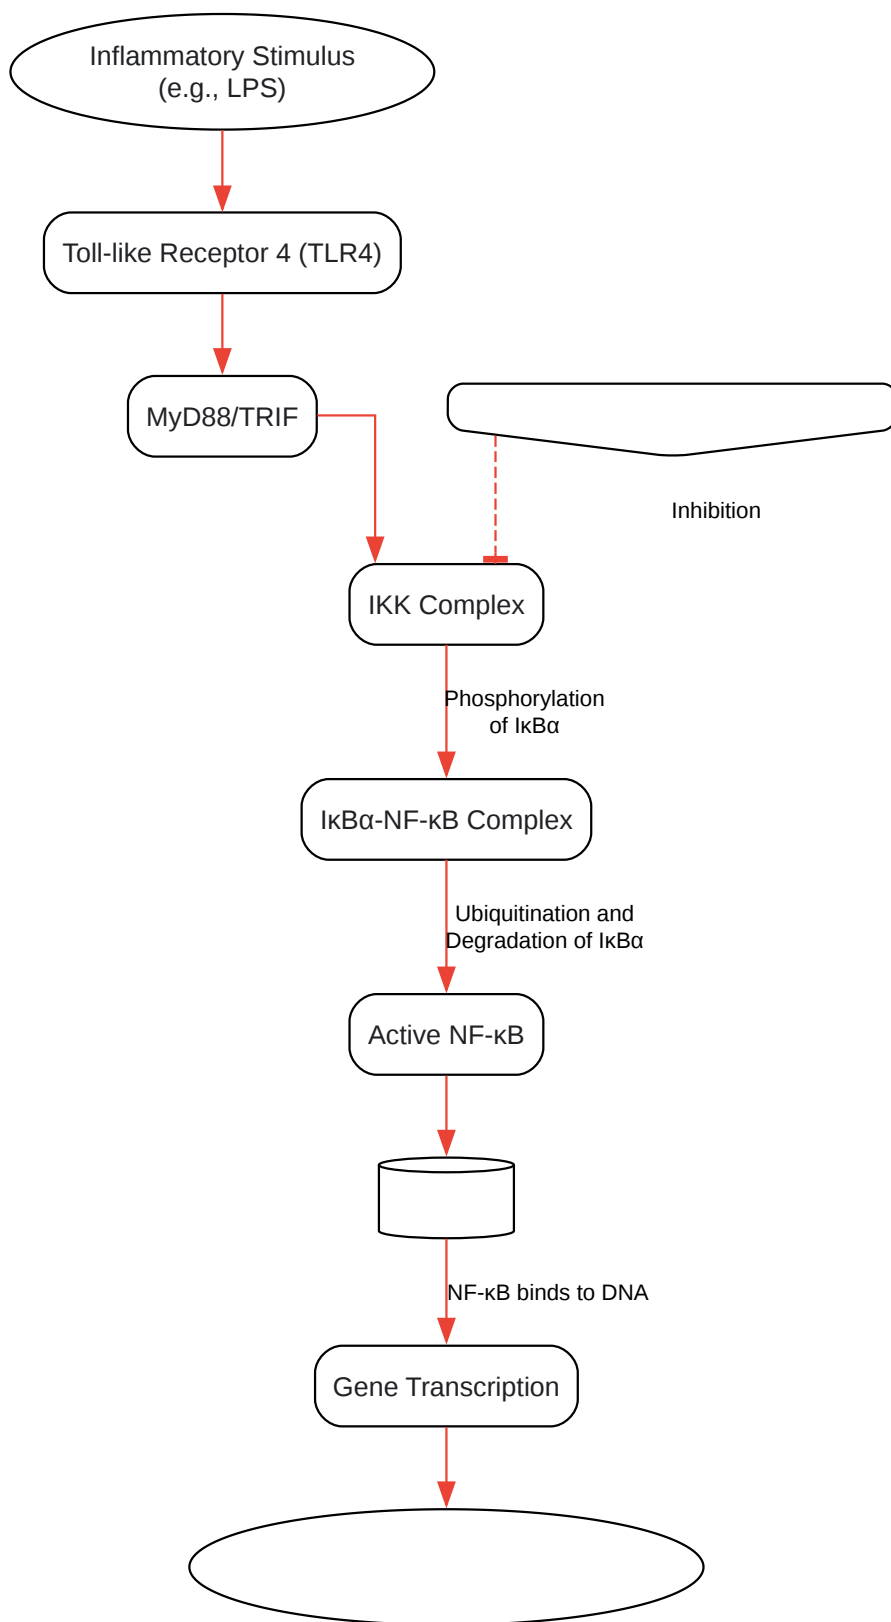 Inflammatory Stimulus
(e.g., LPS)
Toll-like Receptor 4 (TLR4)
MyD88/TRIF
Inhibition
IKK Complex
Phosphorylation
of IκBα
IκBα-NF-κB Complex
Ubiquitination and
Degradation of IκBα
Active NF-κB
NF-κB binds to DNA
Gene Transcription